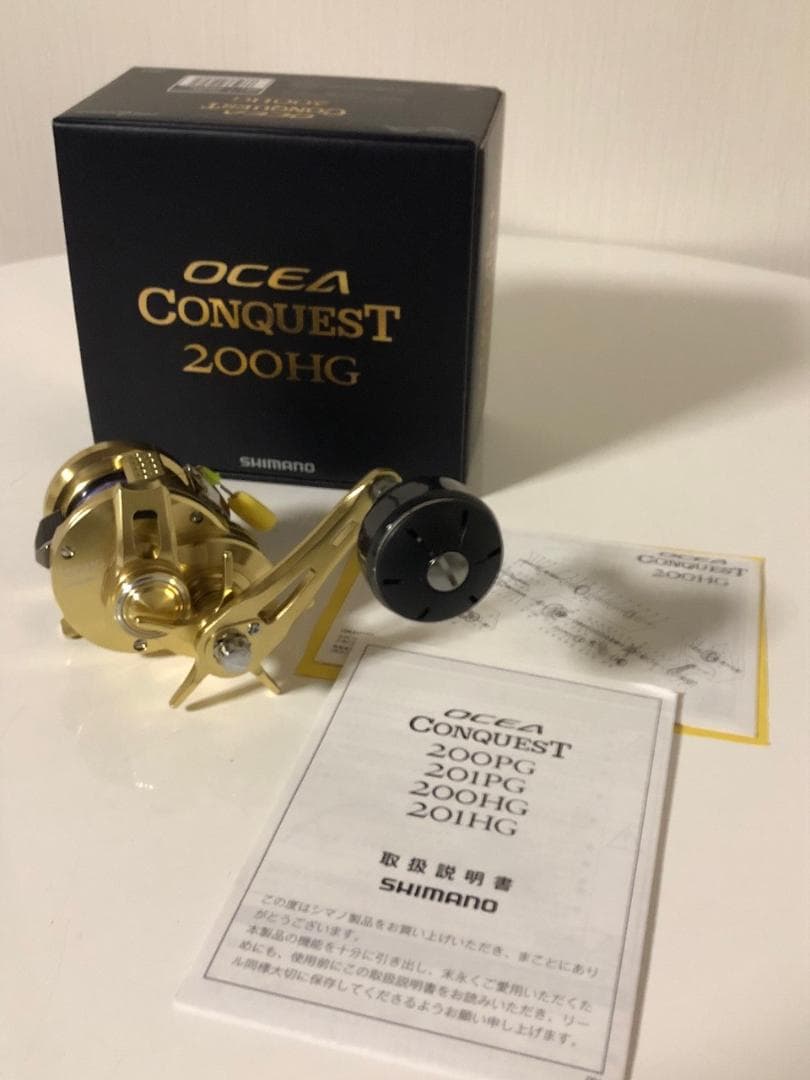 OCEA
CONQUEST
200HG
OCEA
CONQUEST
200HG
SHIMANO
OCEA
CONQUEST
200HG
OCEA
CONQUEST
200PG
201PG
200HG
201HG
取扱説明書
SHIMANO
この度はシマノ製品をお買い上げいただき、まことにあり
がとうございます。
本製品の機能を十分に引き出し、末永くご愛用いただくた
めにも、使用前にこの取扱説明書をお読みいただき、リー
ル同様大切に保存してくださるようお願い申し上げます。